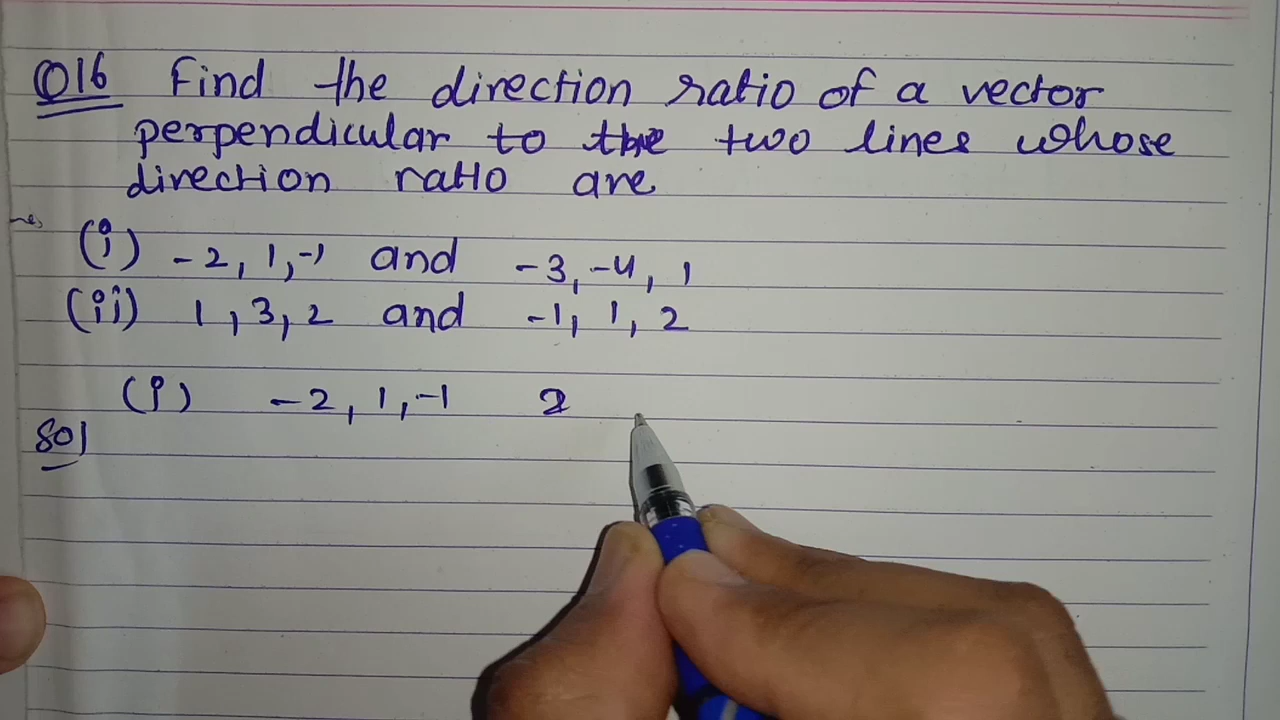 Q16 Find the direction ratio of a vector
perpendicular to the two lines whose
direction ratio are
(i) -2, 1, -1 and -3, -4, 1
(ii) 1, 3, 2 and -1, 1, 2
(i) -2, 1, -1
Sol